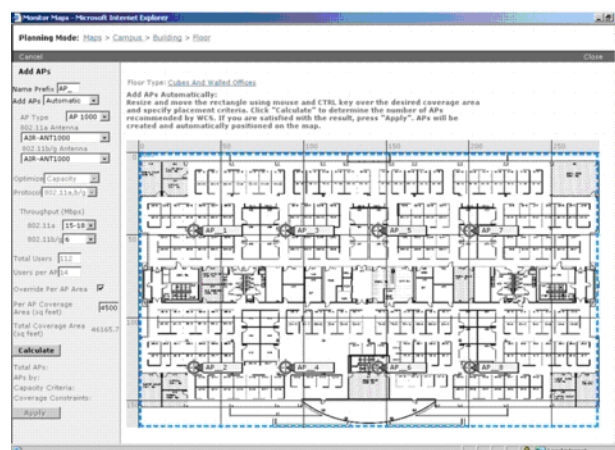 Monitor Maps - Microsoft Internet Explorer
Planning Mode: Maps > Campus > Building > Floor
Cancel
Close
Add APs
Name Prefix AP_
Add APs Automatic
AP Type AP 1000
802.11a Antenna
AIR-ANT1000
802.11b/g Antenna
AIR-ANT1000
Optimize Capacity
Protocol 802.11a,b/g
Throughput (Mbps)
802.11a 15-18
802.11b/g 6
Total Users 112
Users per AP 14
Override Per AP Area
Per AP Coverage
Area (sq feet) 4500
Total Coverage Area
(sq feet) 46165.7
Calculate
Total APs:
APs by:
Capacity Criteria:
Coverage Constraints:
Apply
Floor Type: Cubes And Walled Offices
Add APs Automatically:
Resize and move the rectangle using mouse and CTRL key over the desired coverage area
and specify placement criteria. Click "Calculate" to determine the number of APs
recommended by WCS. If you are satisfied with the result, press "Apply". APs will be
created and automatically positioned on the map.
0 50 100 150 200 250
0
50
100
150
AP_1 AP_3 AP_5 AP_7
AP_2 AP_4 AP_6 AP_8